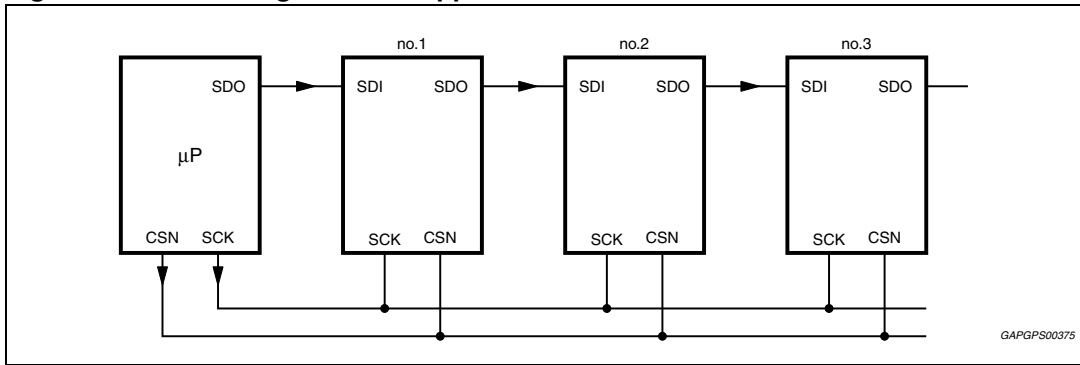 no.1 no.2 no.3
SDO SDI SDO SDI SDO SDI SDO
μP
CSN SCK SCK CSN SCK CSN SCK CSN
GAPGPS00375